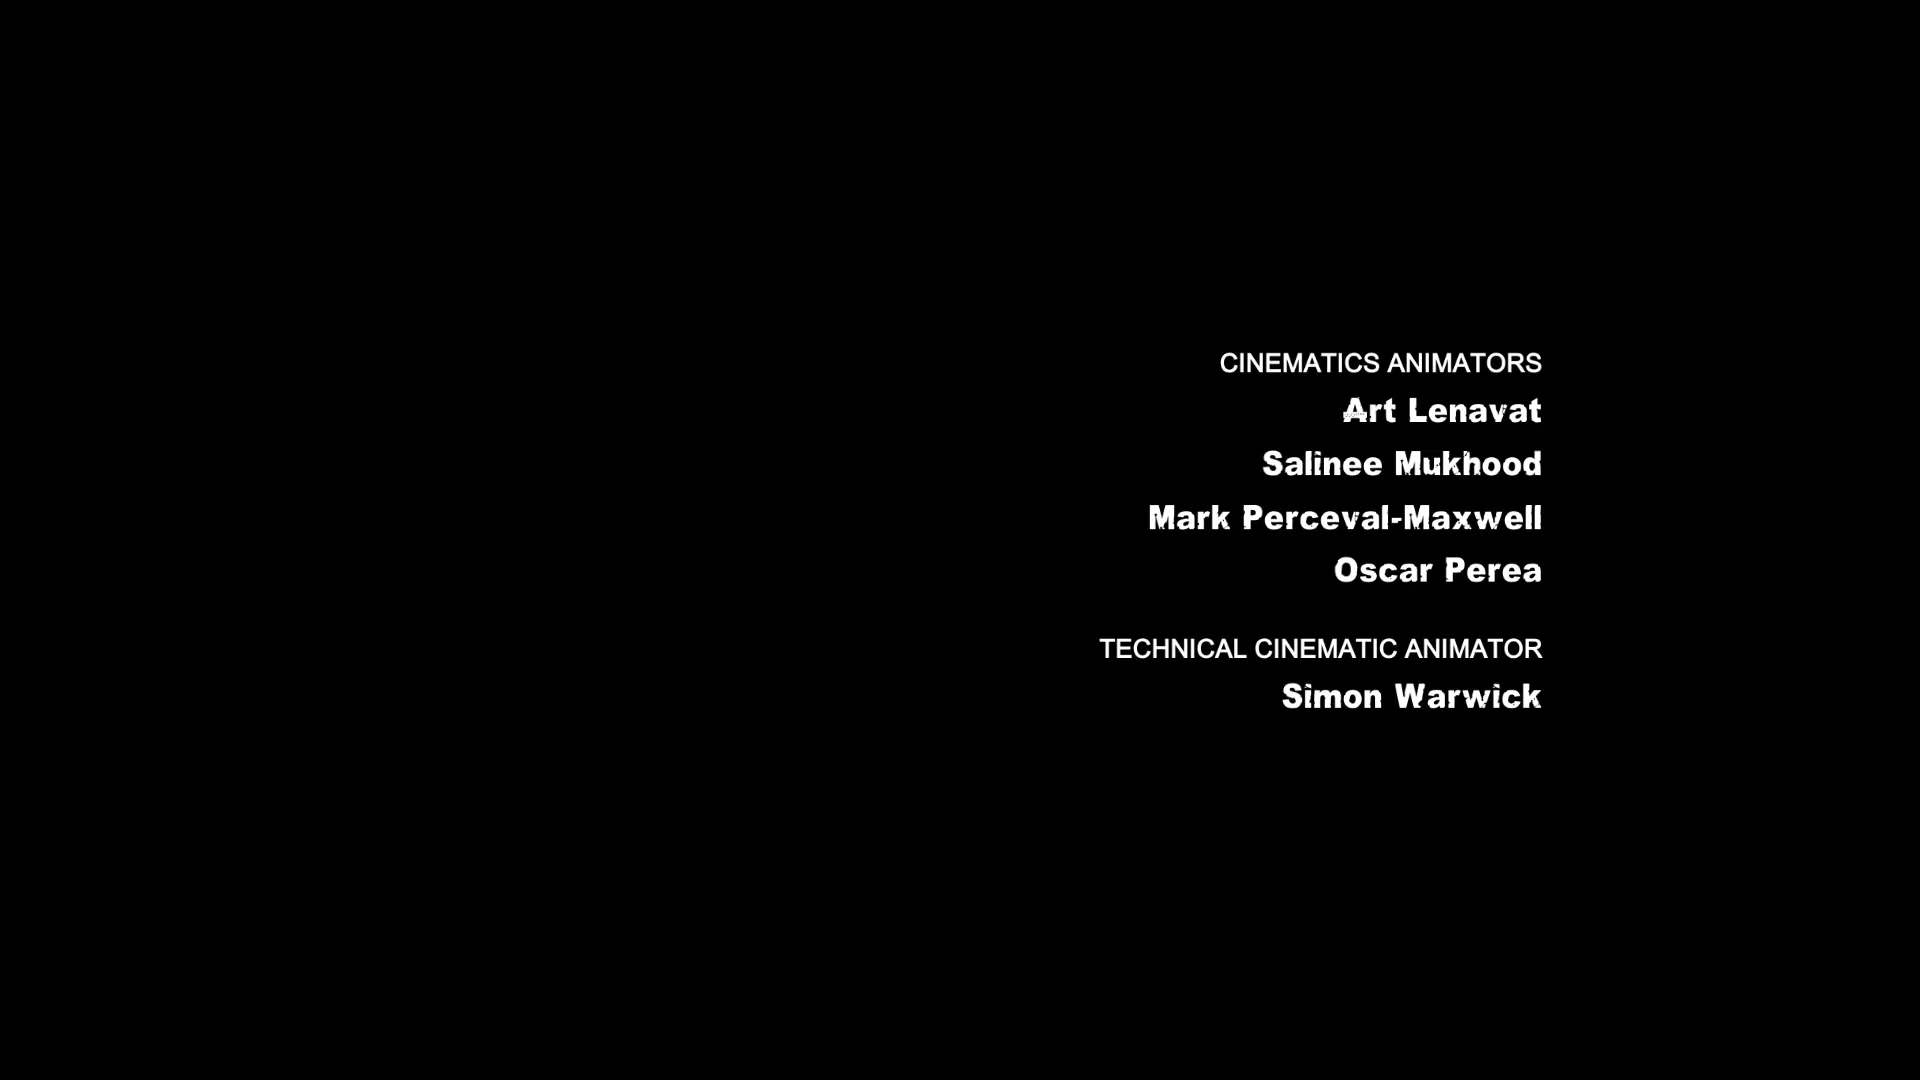 CINEMATICS ANIMATORS
Art Lenavat
Salinee Mukhood
Mark Perceval-Maxwell
Oscar Perea
TECHNICAL CINEMATIC ANIMATOR
Simon Warwick